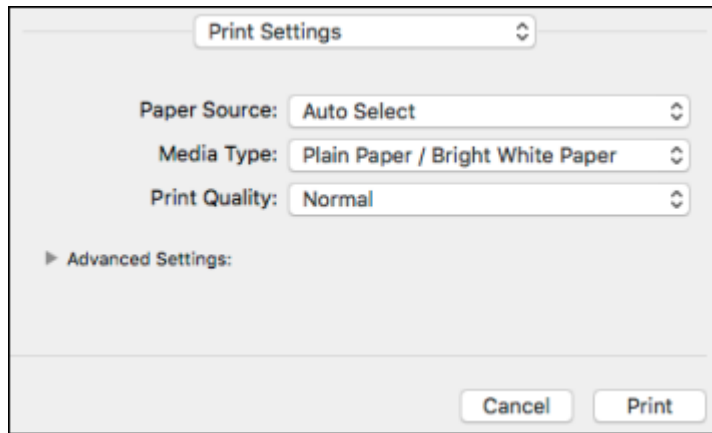 Print Settings
Paper Source: Auto Select
Media Type: Plain Paper / Bright White Paper
Print Quality: Normal
Advanced Settings:
Cancel Print